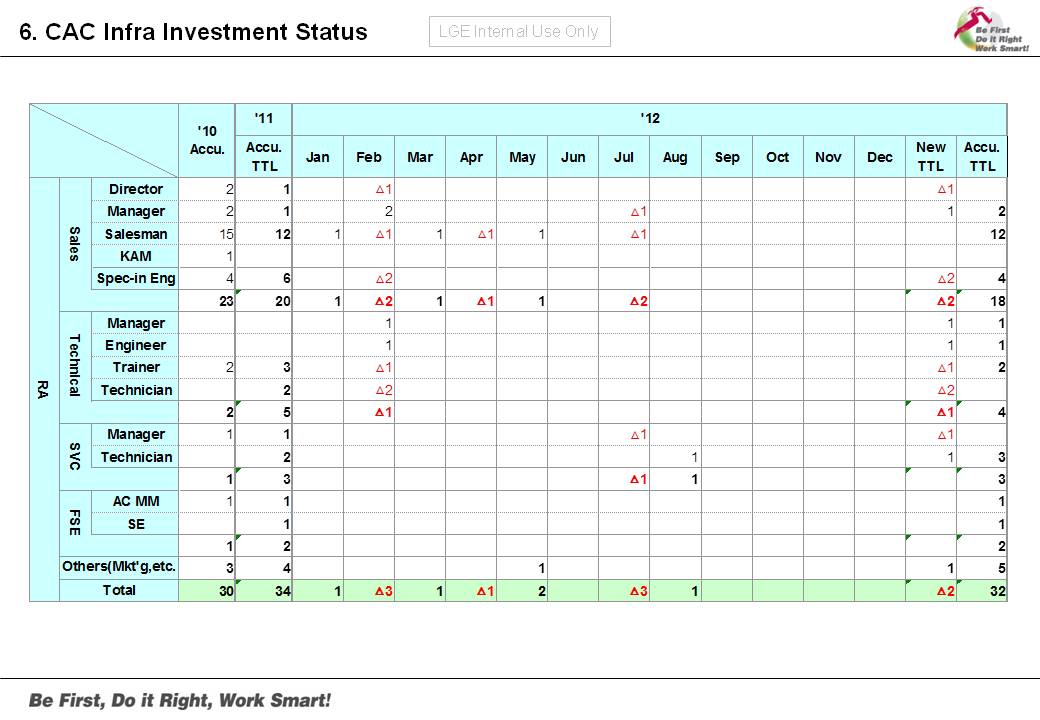 6. CAC Infra Investment Status
LGE Internal Use Only
Be First
Do it Right
Work Smart!
'10 Accu. '11 Accu. TTL '12
Jan Feb Mar Apr May Jun Jul Aug Sep Oct Nov Dec New TTL Accu. TTL
RA
Sales
Director 2 1 △1 △1
Manager 2 1 2 △1 1 2
Salesman 15 12 1 △1 1 △1 1 △1 12
KAM 1
Spec-in Eng 4 6 △2 △2 4
23 20 1 △2 1 △1 1 △2 △2 18
Technical
Manager 1 1 1
Engineer 1 1 1
Trainer 2 3 △1 △1 2
Technician 2 △2 △2
2 5 △1 △1 4
SVC
Manager 1 1 △1 △1
Technician 2 1 1 3
1 3 △1 1 3
FSE
AC MM 1 1 1
SE 1 1
1 2 2
Others(Mkt'g,etc. 3 4 1 1 5
Total 30 34 1 △3 1 △1 2 △3 1 △2 32
Be First, Do it Right, Work Smart!